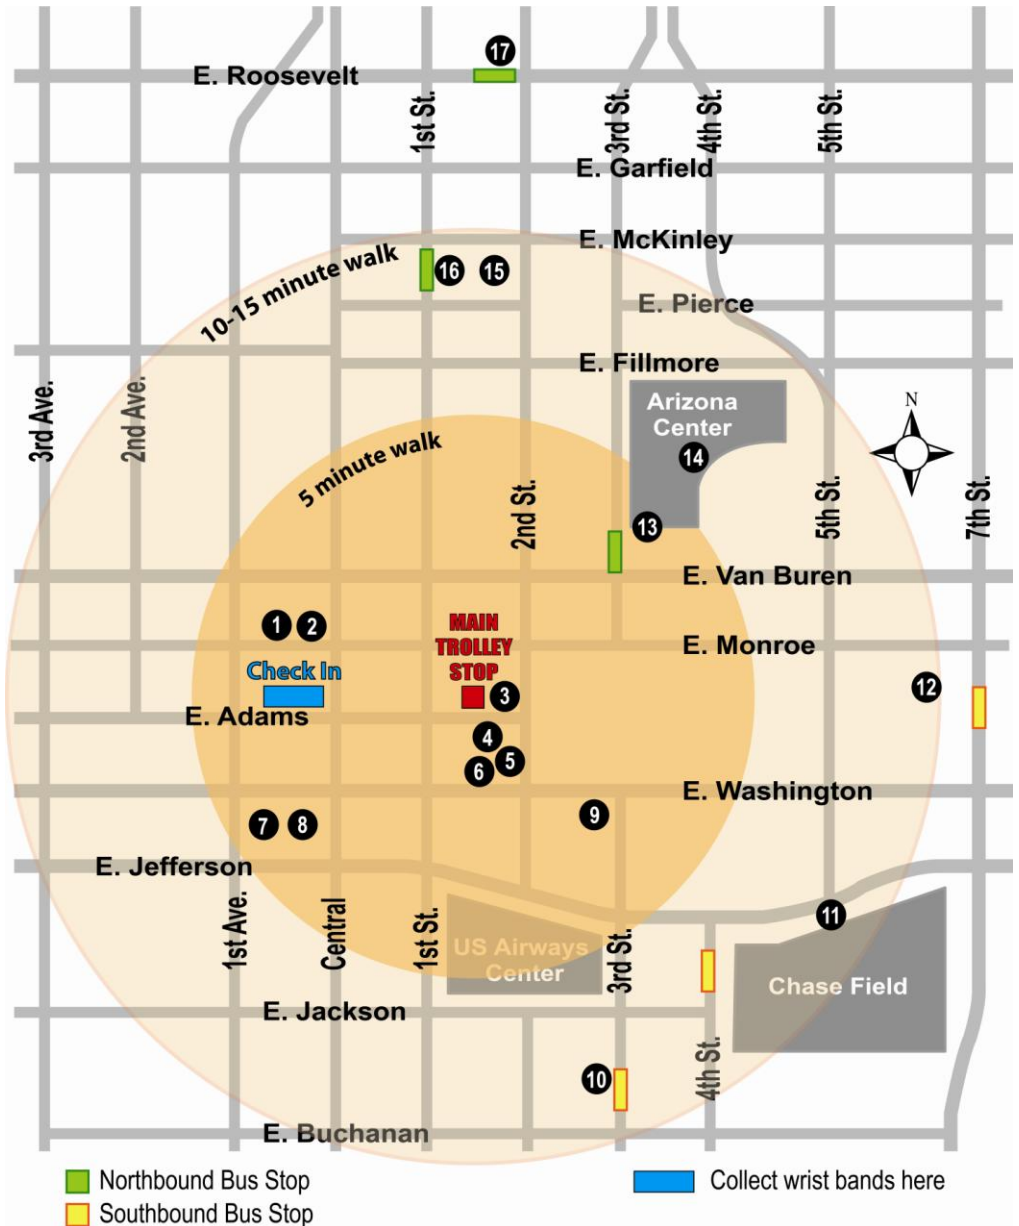 17
E. Roosevelt
1st St.
3rd St.
4th St.
5th St.
E. Garfield
E. McKinley
10-15 minute walk
16
15
E. Pierce
E. Fillmore
3rd Ave.
2nd Ave.
Arizona
Center
14
N
5 minute walk
2nd St.
5th St.
7th St.
13
E. Van Buren
1
2
MAIN
TROLLEY
STOP
E. Monroe
Check In
3
12
E. Adams
4
5
6
E. Washington
7
8
9
E. Jefferson
1st Ave.
Central
1st St.
US Airways
Center
3rd St.
11
Chase Field
E. Jackson
10
4th St.
E. Buchanan
Northbound Bus Stop
Collect wrist bands here
Southbound Bus Stop